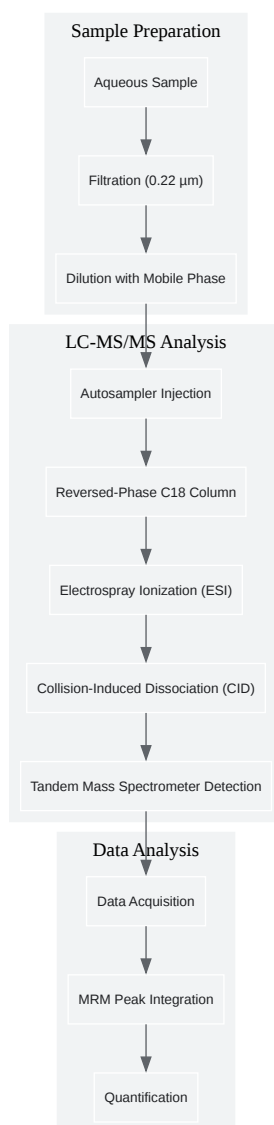 Sample Preparation
Aqueous Sample
Filtration (0.22 µm)
Dilution with Mobile Phase
LC-MS/MS Analysis
Autosampler Injection
Reversed-Phase C18 Column
Electrospray Ionization (ESI)
Collision-Induced Dissociation (CID)
Tandem Mass Spectrometer Detection
Data Analysis
Data Acquisition
MRM Peak Integration
Quantification